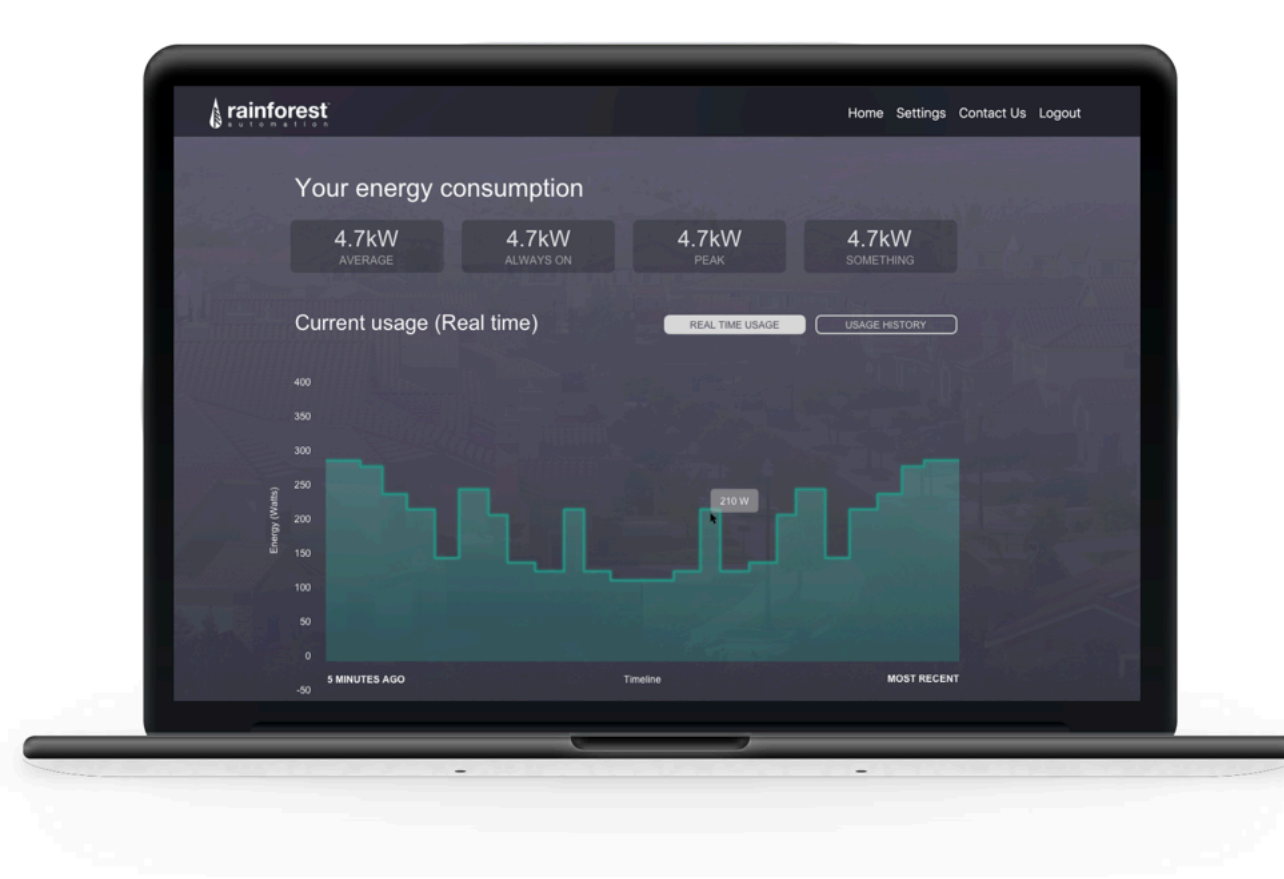 rainforest
automation
Home Settings Contact Us Logout
Your energy consumption
4.7kW 4.7kW 4.7kW 4.7kW
AVERAGE ALWAYS ON PEAK SOMETHING
Current usage (Real time)
REAL TIME USAGE USAGE HISTORY
400
350
300
250
200
150
100
50
0
-50
Energy (Watts)
210 W
5 MINUTES AGO Timeline MOST RECENT